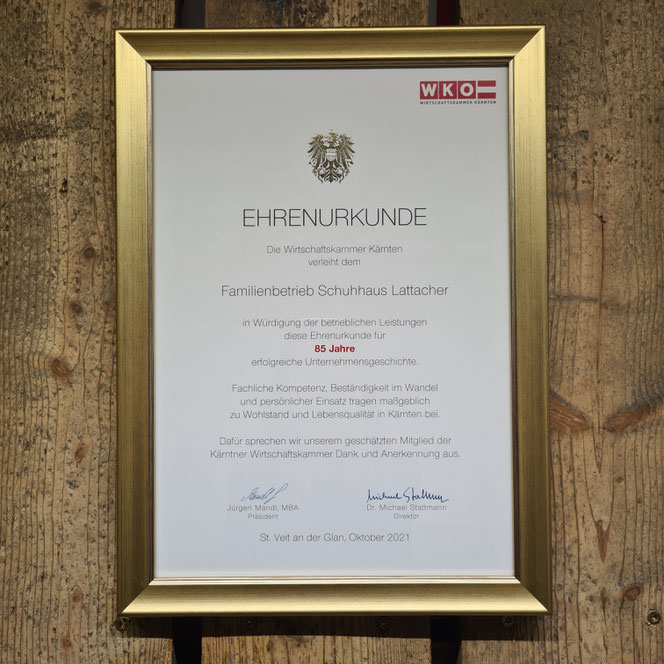 WKO
WIRTSCHAFTSKAMMER KÄRNTEN
EHRENURKUNDE
Die Wirtschaftskammer Kärnten
verleiht dem
Familienbetrieb Schuhhaus Lattacher
in Würdigung der betrieblichen Leistungen
diese Ehrenurkunde für
85 Jahre
erfolgreiche Unternehmensgeschichte.
Fachliche Kompetenz, Beständigkeit im Wandel
und persönlicher Einsatz tragen maßgeblich
zu Wohlstand und Lebensqualität in Kärnten bei.
Dafür sprechen wir unserem geschätzten Mitglied der
Kärntner Wirtschaftskammer Dank und Anerkennung aus.
Michael Stattmann
Jürgen Mandl, MBA
Präsident
Dr. Michael Stattmann
Direktor
St. Veit an der Glan, Oktober 2021